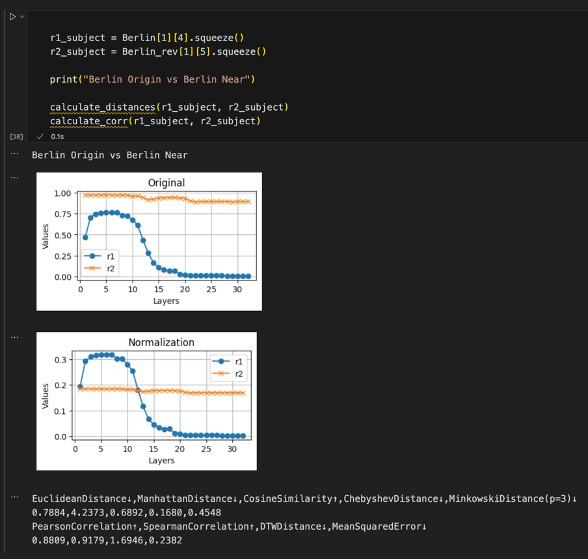 r1_subject = Berlin[1][4].squeeze()
r2_subject = Berlin_rev[1][5].squeeze()
print("Berlin Origin vs Berlin Near")
calculate_distances(r1_subject, r2_subject)
calculate_corr(r1_subject, r2_subject)
[10] ✓ 0.1s
... Berlin Origin vs Berlin Near
...
Original
1.00
0.75
0.50
0.25
0.00
Values
r1
r2
0 5 10 15 20 25 30
Layers
...
Normalization
0.3
0.2
0.1
0.0
Values
r1
r2
0 5 10 15 20 25 30
Layers
... EuclideanDistance↓,ManhattanDistance↓,CosineSimilarity↑,ChebyshevDistance↓,MinkowskiDistance(p=3)↓
0.7884,4.2373,0.6892,0.1680,0.4548
PearsonCorrelation↑,SpearmanCorrelation↑,DTWDistance↓,MeanSquaredError↓
0.8809,0.9179,1.6946,0.2382